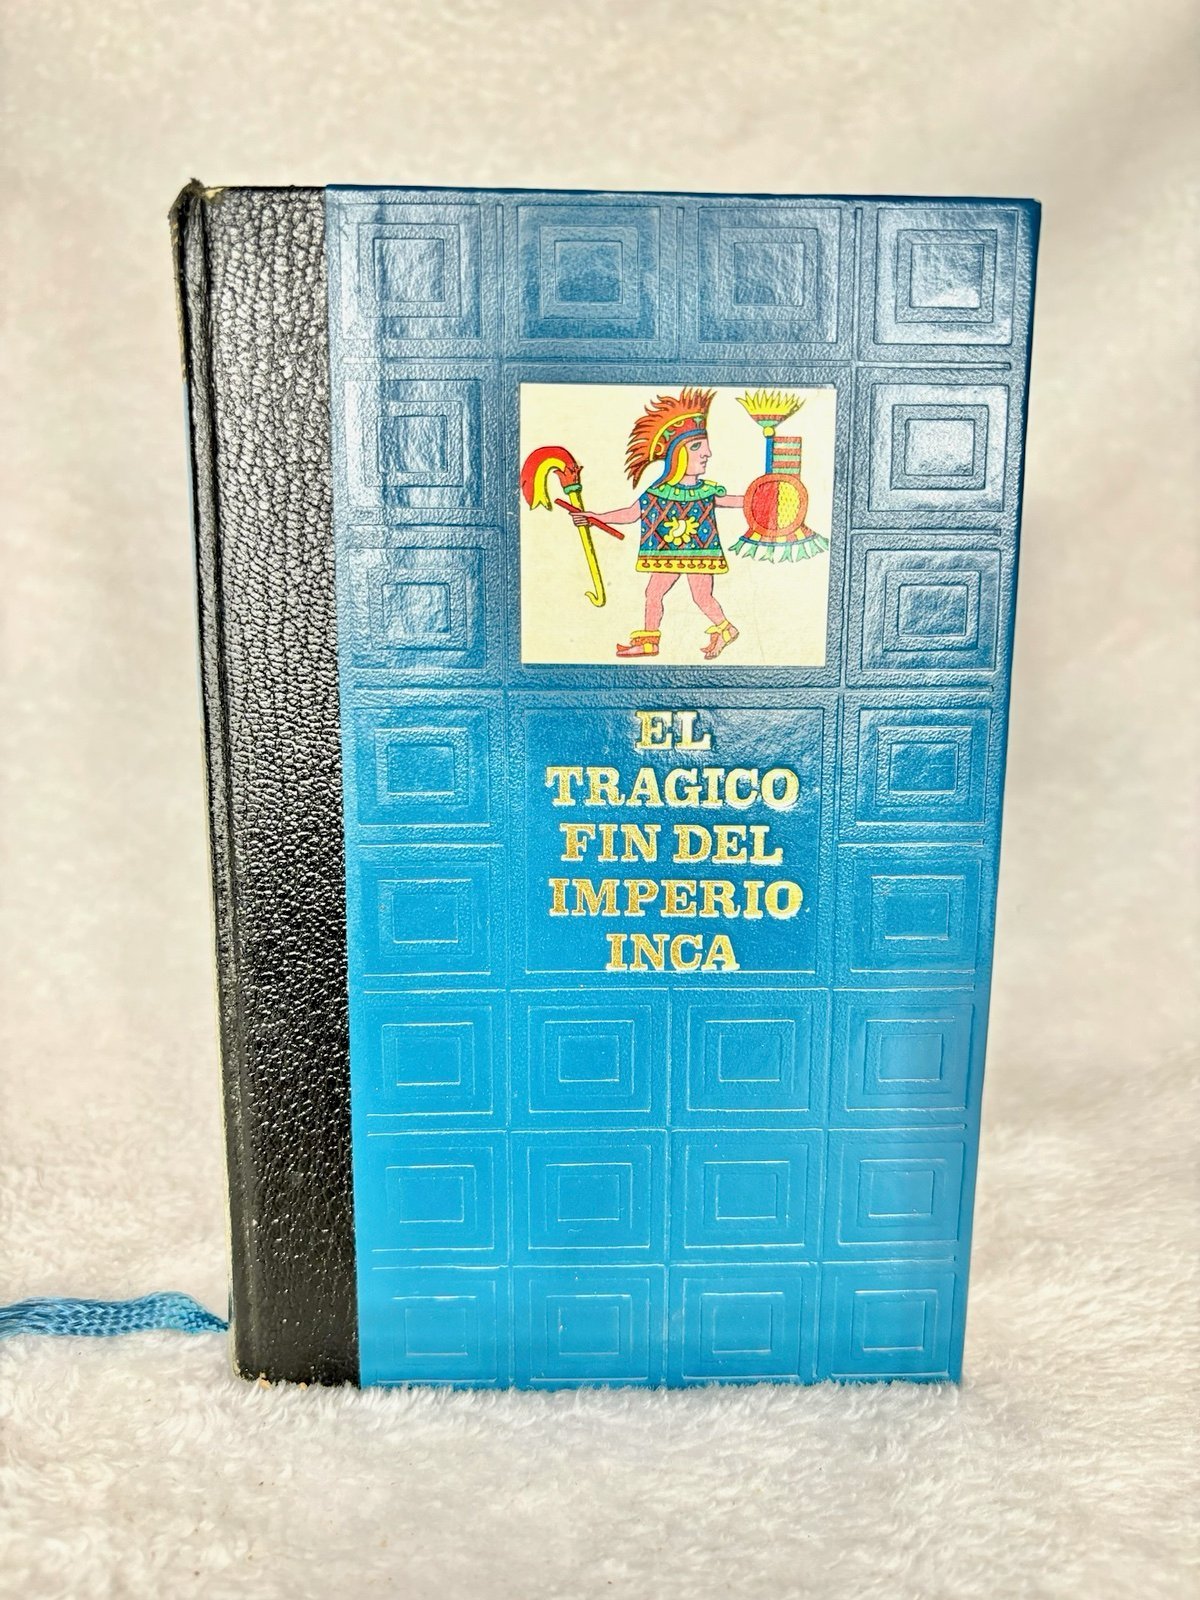 EL
TRAGICO
FIN DEL
IMPERIO
INCA